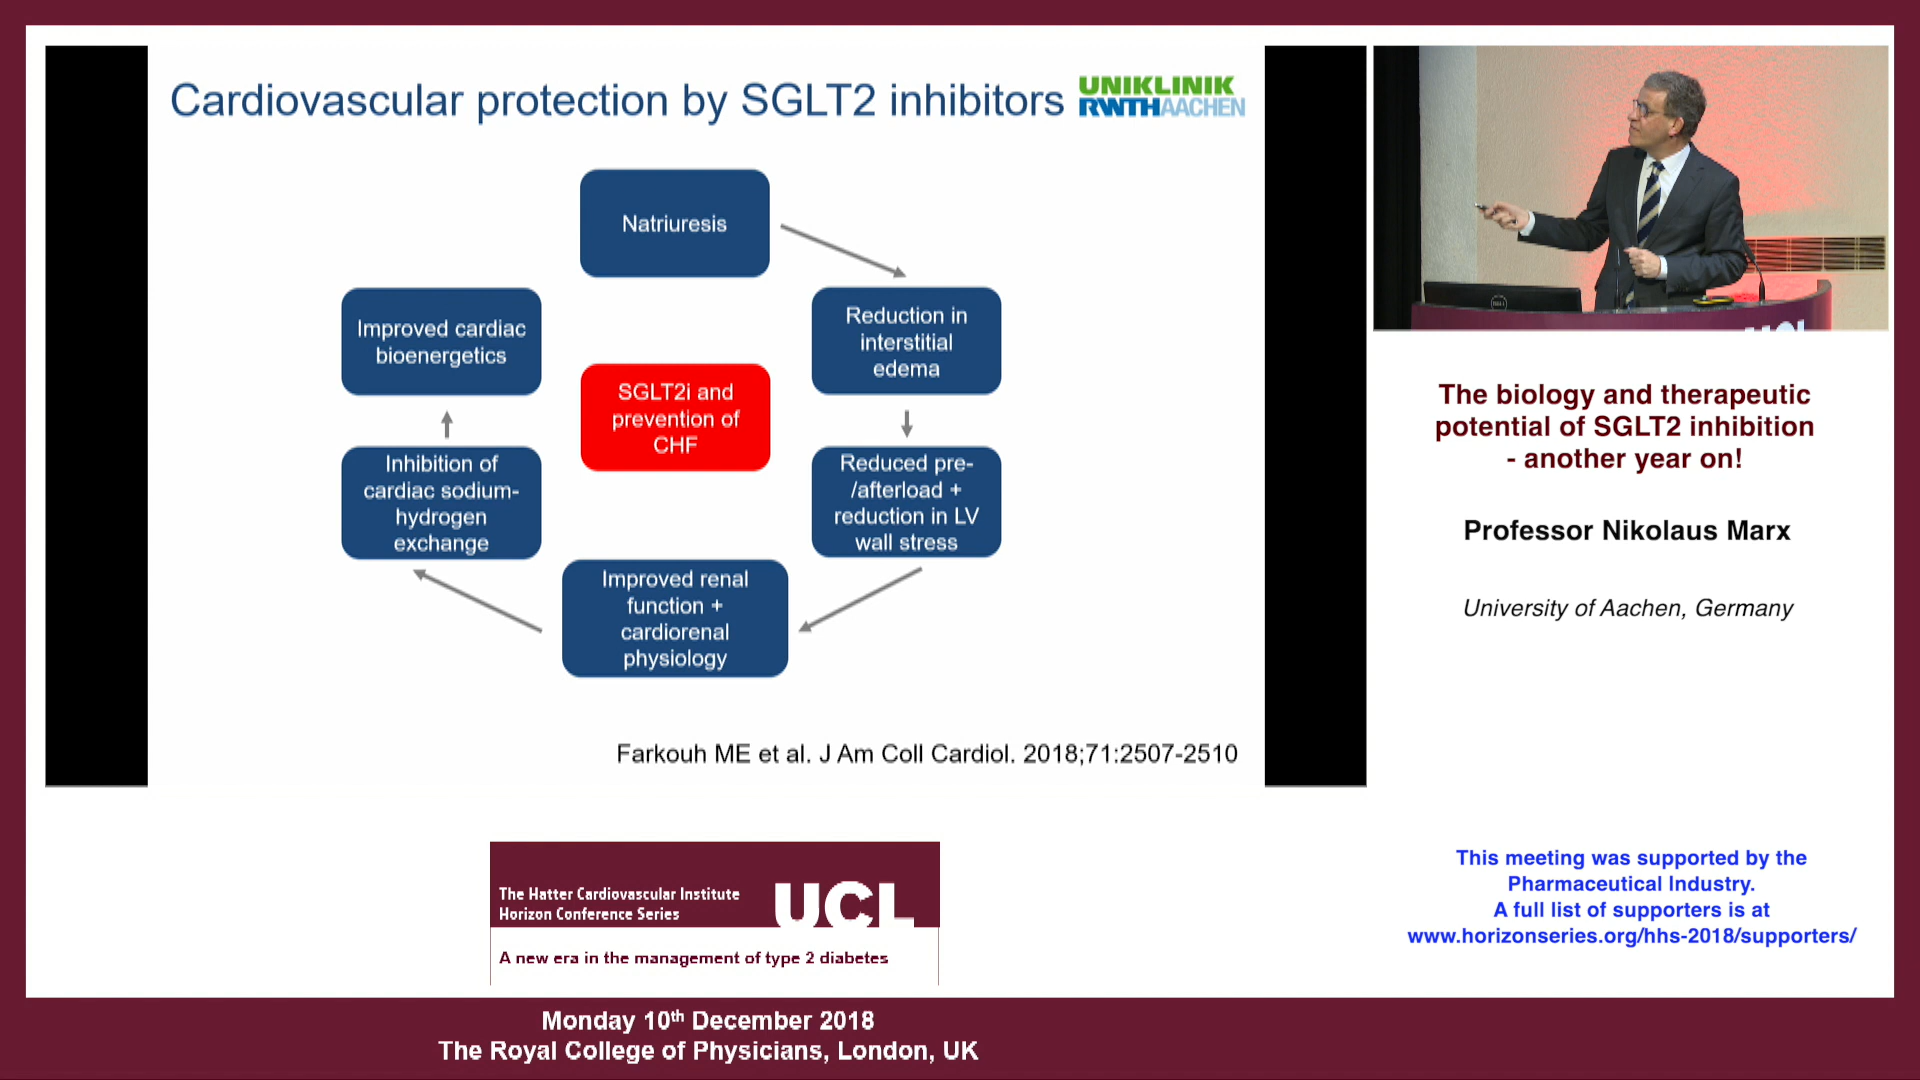 Cardiovascular protection by SGLT2 inhibitors
UNIKLINIK
RWTHAACHEN
Natriuresis
Reduction in
interstitial
edema
Reduced pre-
/afterload +
reduction in LV
wall stress
Improved renal
function +
cardiorenal
physiology
Inhibition of
cardiac sodium-
hydrogen
exchange
Improved cardiac
bioenergetics
SGLT2i and
prevention of
CHF
Farkouh ME et al. J Am Coll Cardiol. 2018;71:2507-2510
UCL
The biology and therapeutic
potential of SGLT2 inhibition
- another year on!
Professor Nikolaus Marx
University of Aachen, Germany
This meeting was supported by the
Pharmaceutical Industry.
A full list of supporters is at
www.horizonseries.org/hhs-2018/supporters/
The Hatter Cardiovascular Institute
Horizon Conference Series
UCL
A new era in the management of type 2 diabetes
Monday 10th December 2018
The Royal College of Physicians, London, UK